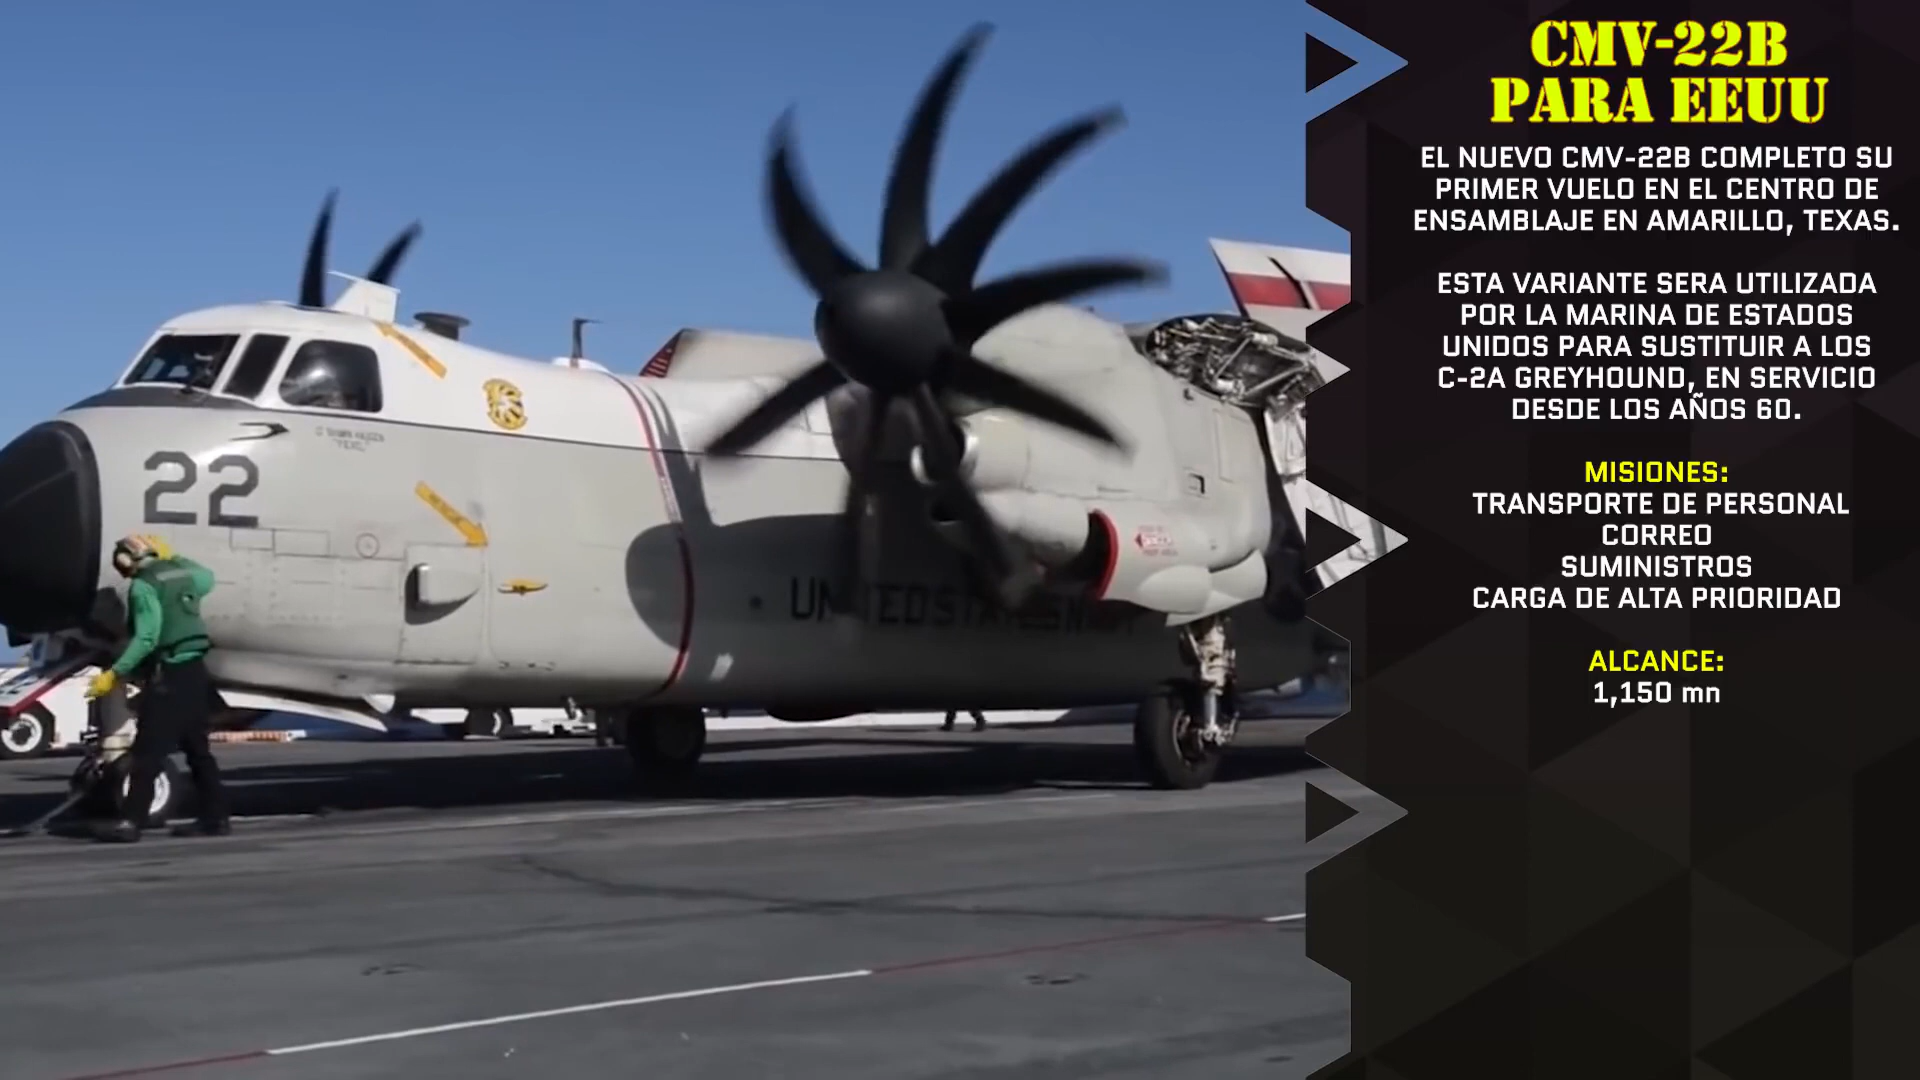 CMV-22B
PARA EEUU
EL NUEVO CMV-22B COMPLETO SU
PRIMER VUELO EN EL CENTRO DE
ENSAMBLAJE EN AMARILLO, TEXAS.
ESTA VARIANTE SERA UTILIZADA
POR LA MARINA DE ESTADOS
UNIDOS PARA SUSTITUIR A LOS
C-2A GREYHOUND, EN SERVICIO
DESDE LOS AÑOS 60.
MISIONES:
TRANSPORTE DE PERSONAL
CORREO
SUMINISTROS
CARGA DE ALTA PRIORIDAD
ALCANCE:
1,150 mn
22